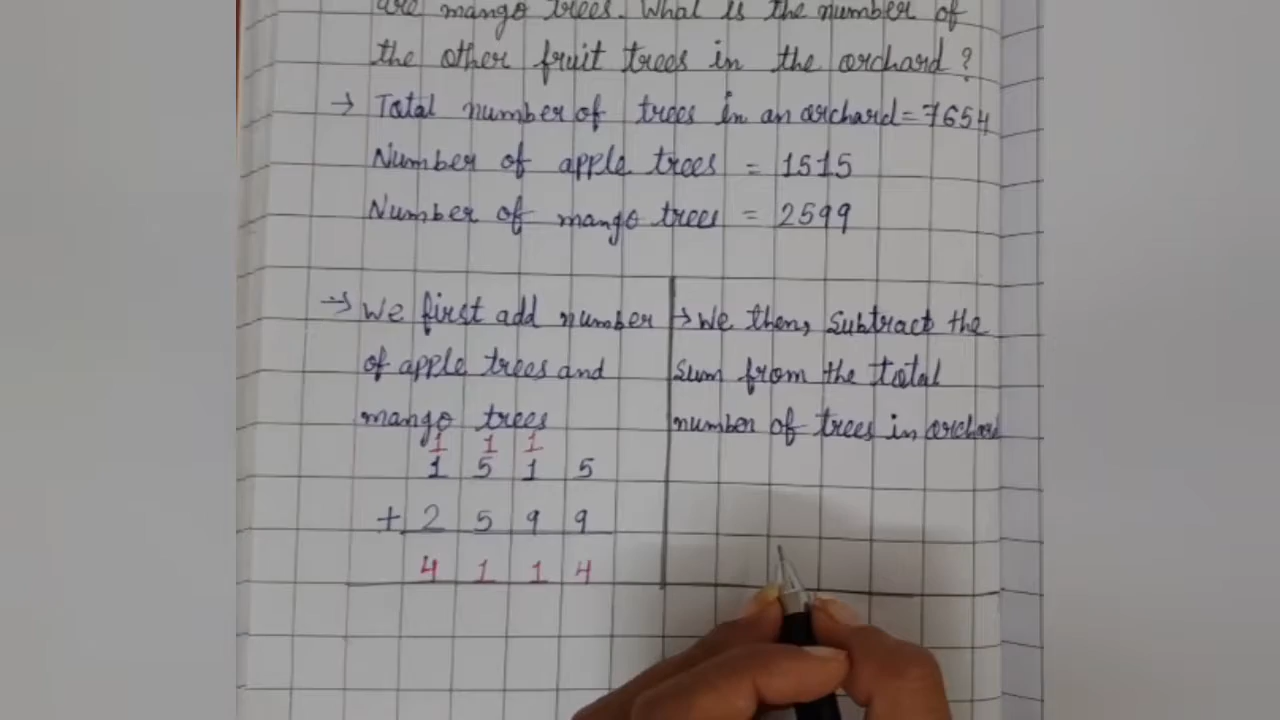 are mango trees. What is the number of
the other fruit trees in the orchard?
→ Total number of trees in an orchard = 7654
Number of apple trees = 1515
Number of mango trees = 2599
→ We first add number
of apple trees and
mango trees
1 1 1
1 5 1 5
+ 2 5 9 9
4 1 1 4
→ We then, Subtract the
sum from the total
number of trees in orchard